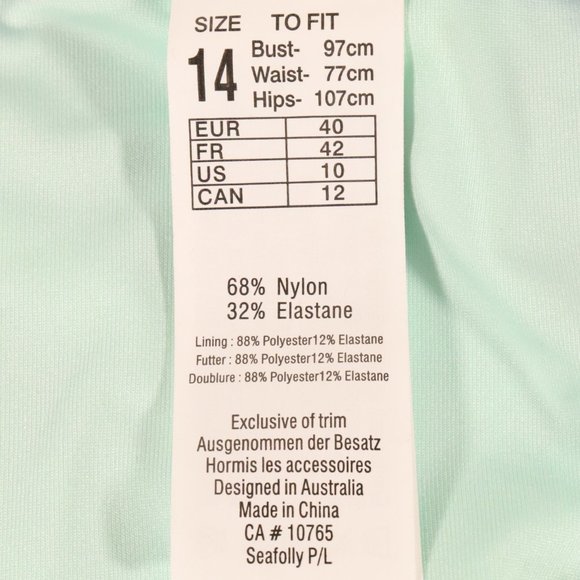 SIZE TO FIT
14 Bust- 97cm
Waist- 77cm
Hips- 107cm
EUR 40
FR 42
US 10
CAN 12
68% Nylon
32% Elastane
Lining : 88% Polyester12% Elastane
Futter : 88% Polyester12% Elastane
Doublure : 88% Polyester12% Elastane
Exclusive of trim
Ausgenommen der Besatz
Hormis les accessoires
Designed in Australia
Made in China
CA # 10765
Seafolly P/L